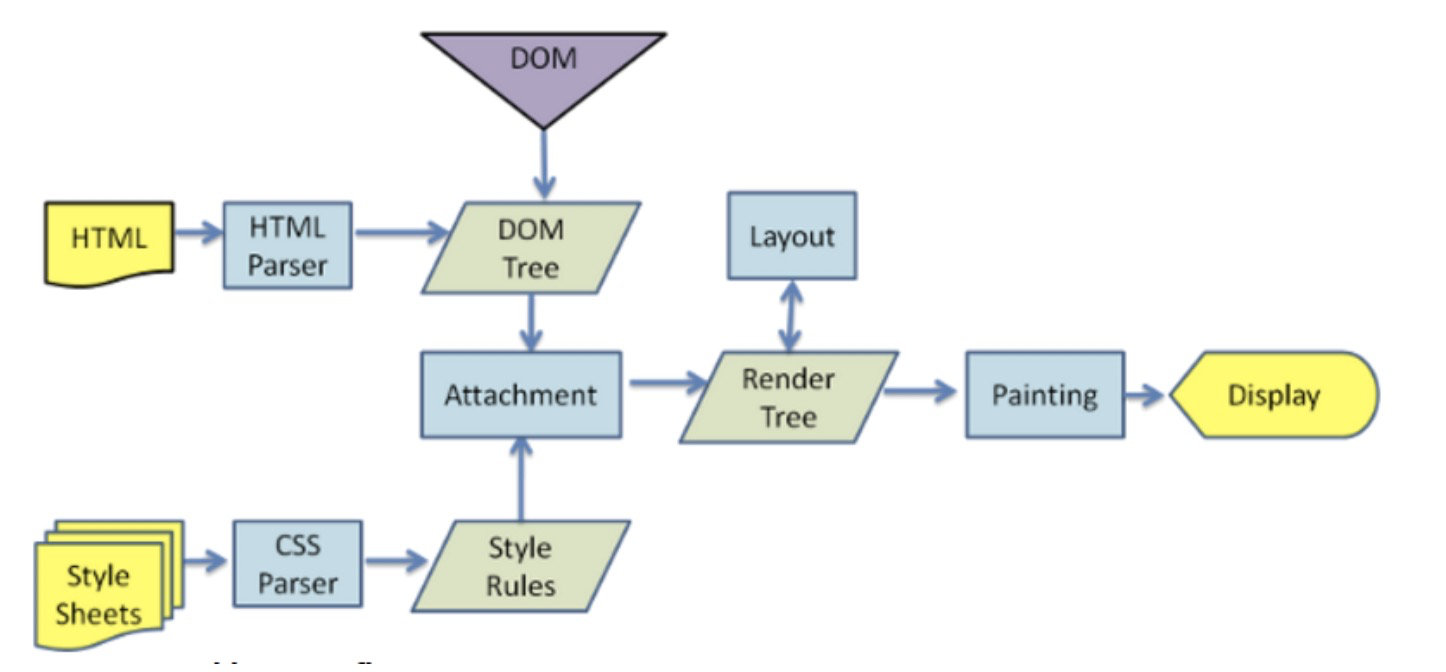 DOM
HTML
HTML
Parser
DOM
Tree
Layout
Attachment
Render
Tree
Painting
Display
Style
Sheets
CSS
Parser
Style
Rules